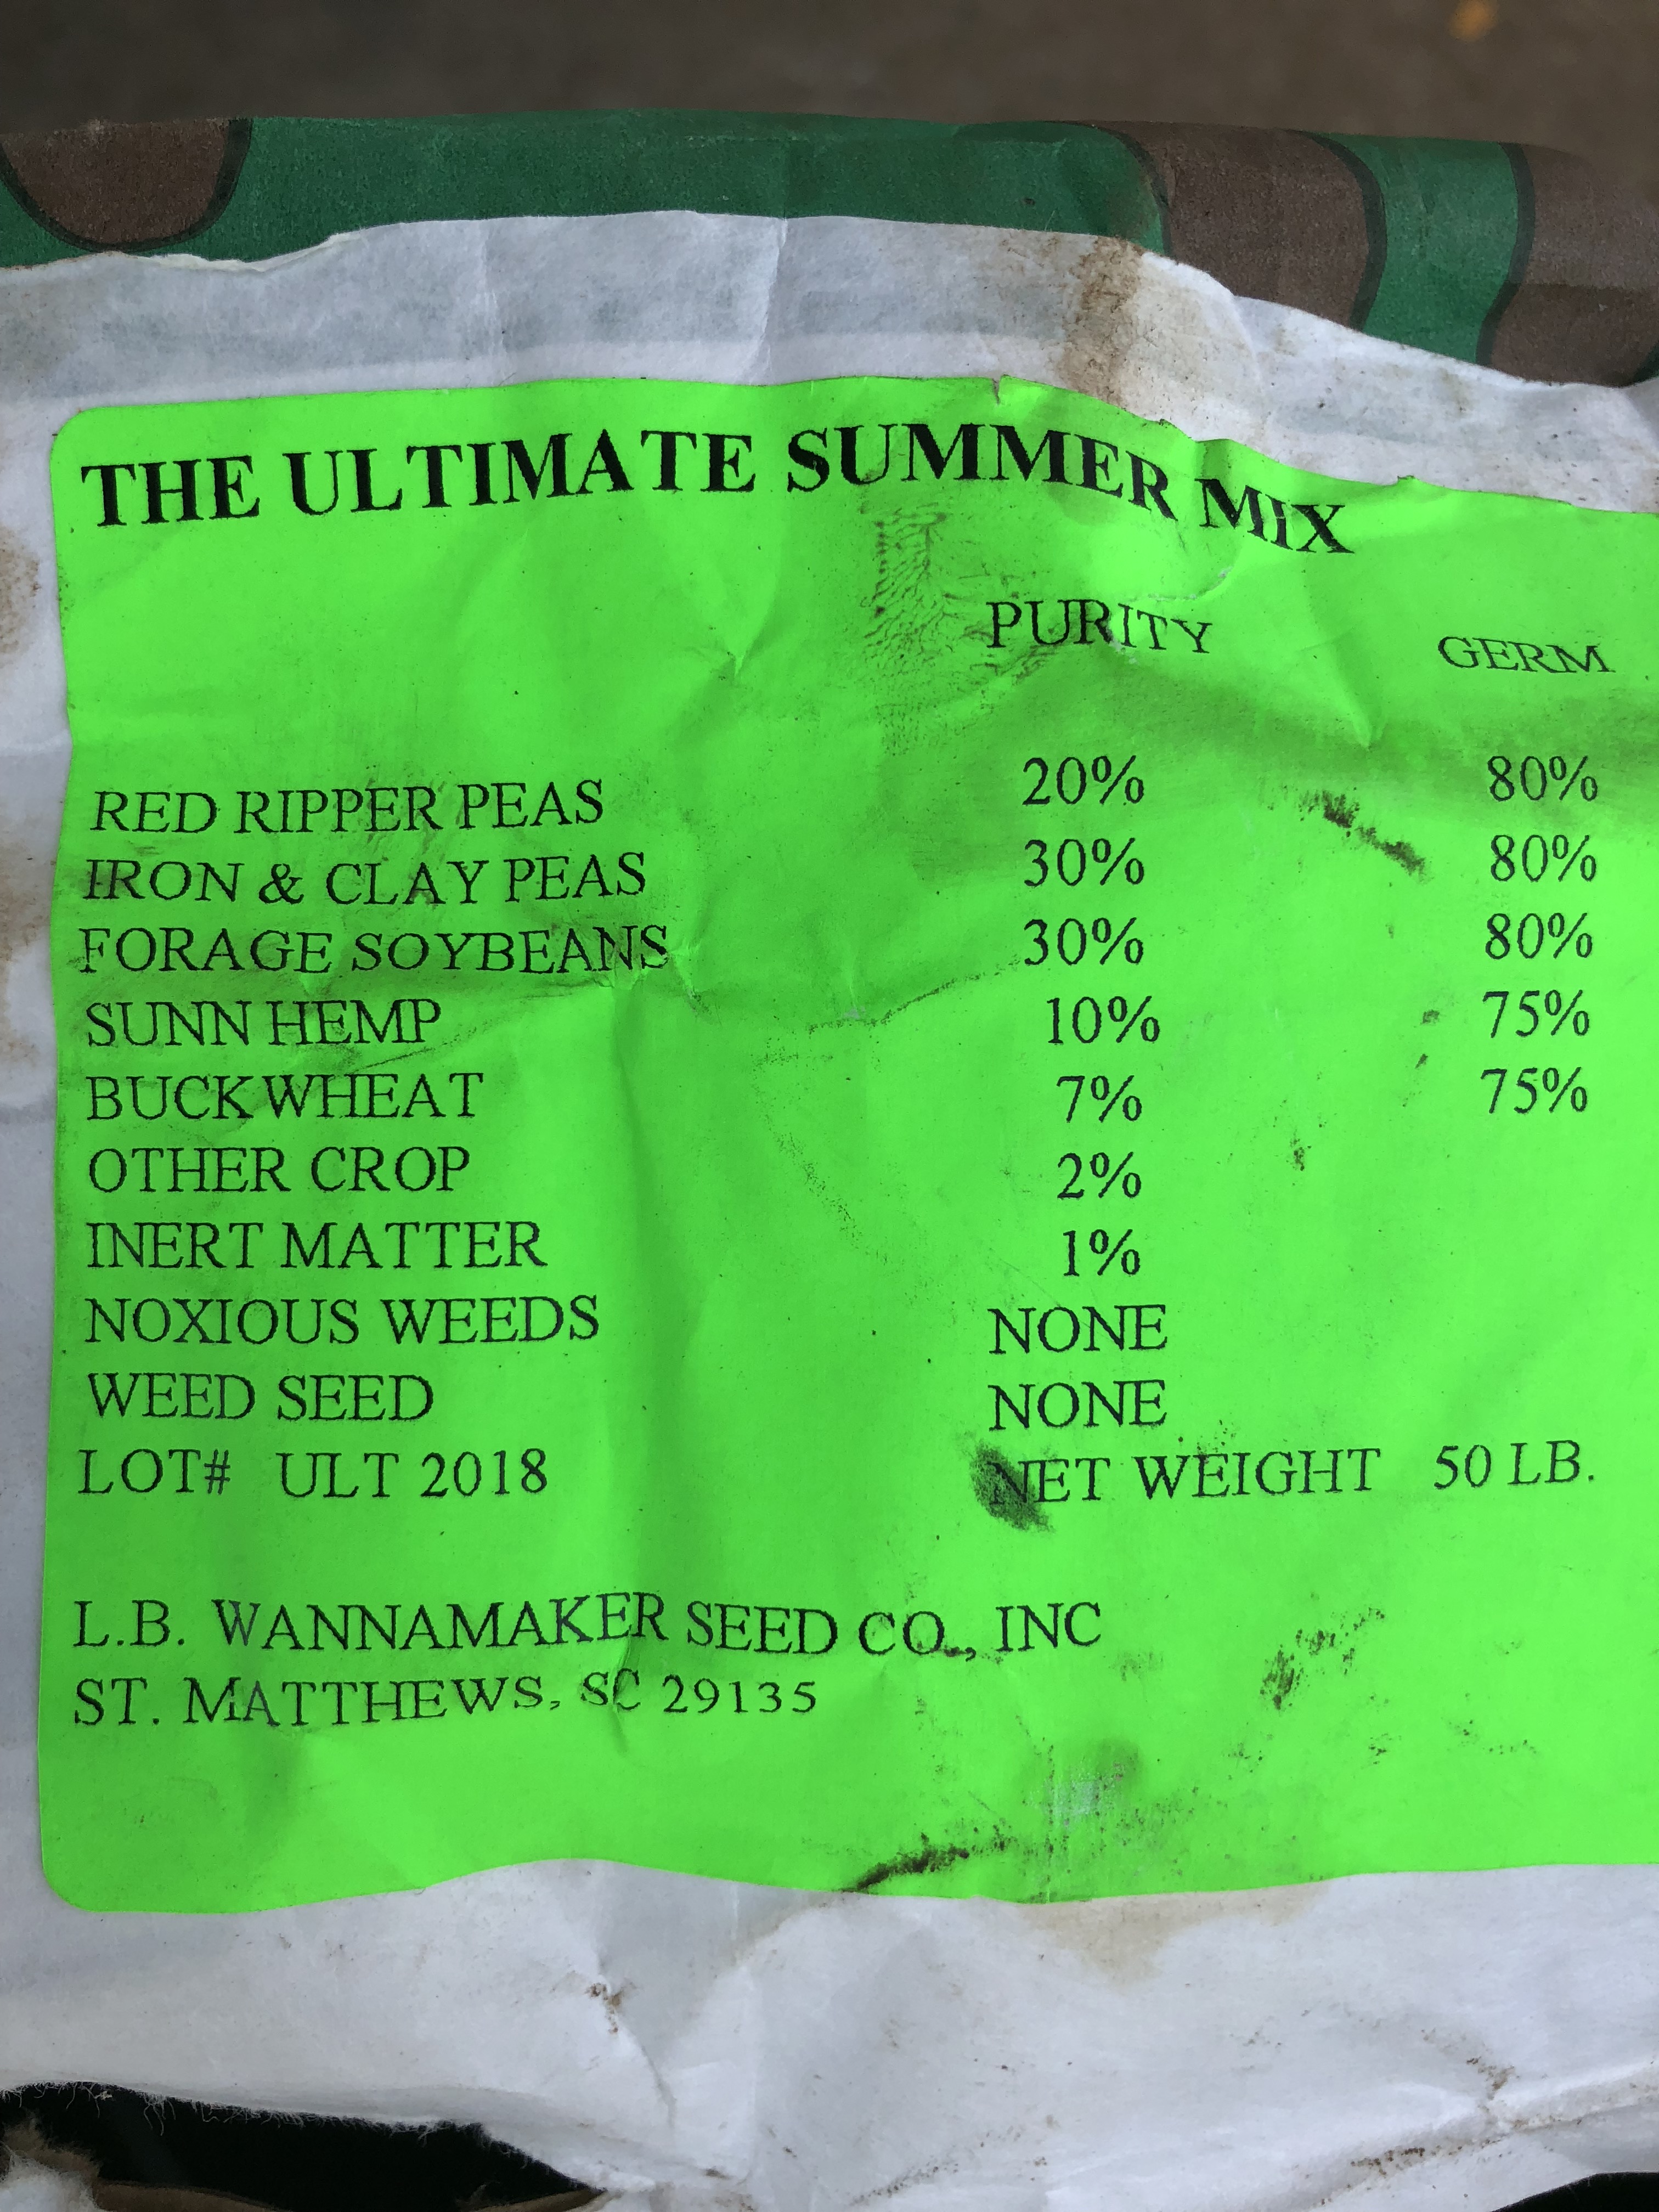 THE ULTIMATE SUMMER MIX
PURITY GERM
RED RIPPER PEAS 20% 80%
IRON & CLAY PEAS 30% 80%
FORAGE SOYBEANS 30% 80%
SUNN HEMP 10% 75%
BUCKWHEAT 7% 75%
OTHER CROP 2%
INERT MATTER 1%
NOXIOUS WEEDS NONE
WEED SEED NONE
LOT# ULT 2018 NET WEIGHT 50 LB.
L.B. WANNAMAKER SEED CO., INC
ST. MATTHEWS, SC 29135